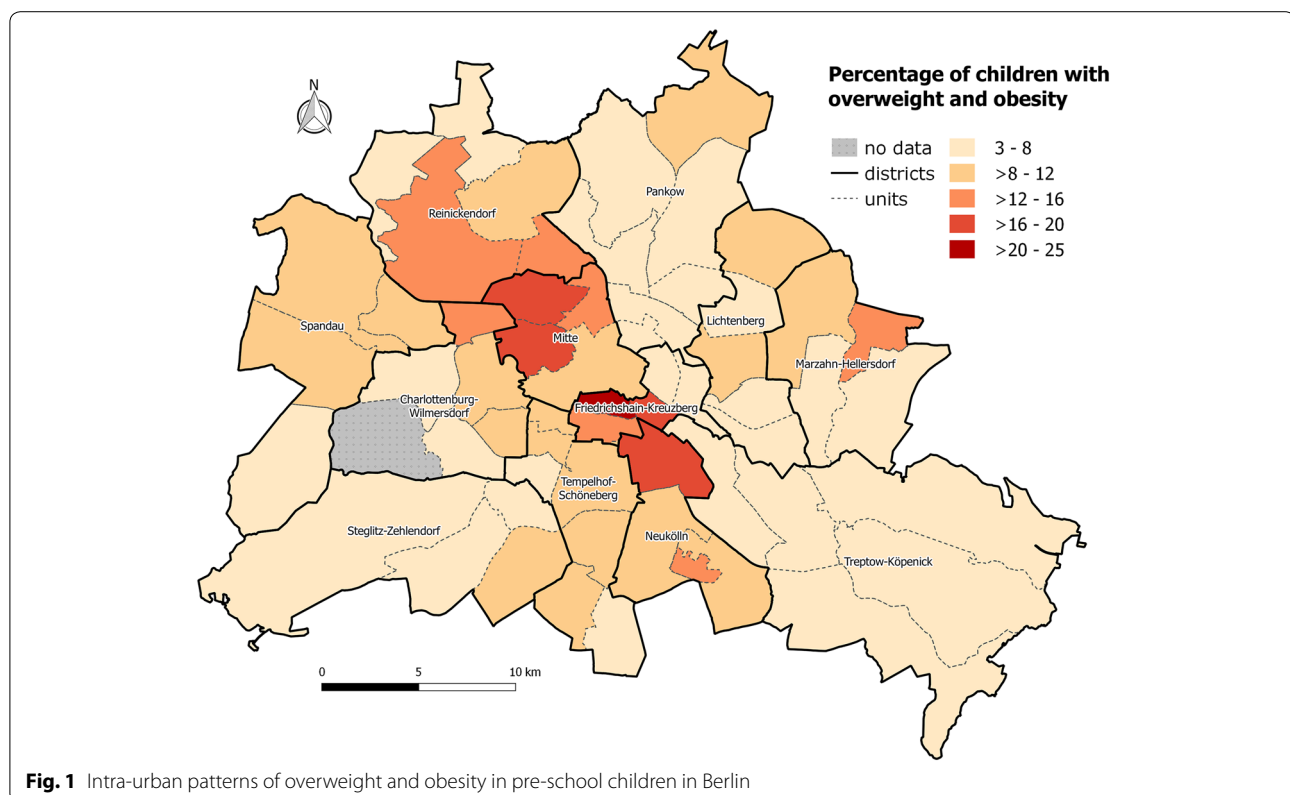 N
Percentage of children with
overweight and obesity
no data
districts
units
3 - 8
>8 - 12
>12 - 16
>16 - 20
>20 - 25
Pankow
Reinickendorf
Spandau
Mitte
Lichtenberg
Marzahn-Hellersdorf
Charlottenburg-
Wilmersdorf
Friedrichshain-Kreuzberg
Tempelhof-
Schöneberg
Steglitz-Zehlendorf
Neukölln
Treptow-Köpenick
0 5 10 km
Fig. 1 Intra-urban patterns of overweight and obesity in pre-school children in Berlin